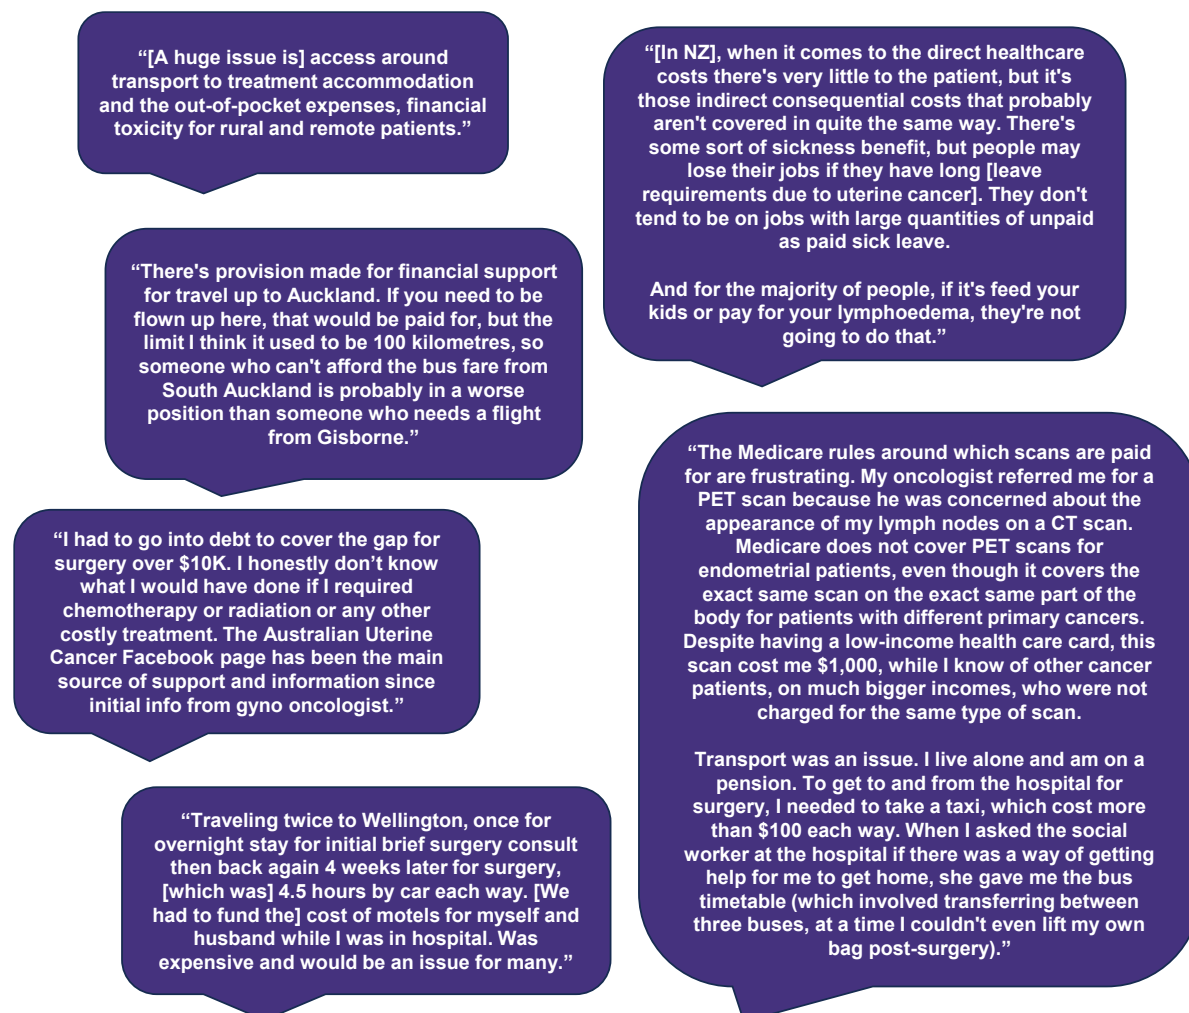 “[A huge issue is] access around
transport to treatment accommodation
and the out-of-pocket expenses, financial
toxicity for rural and remote patients.”
“There's provision made for financial support
for travel up to Auckland. If you need to be
flown up here, that would be paid for, but the
limit I think it used to be 100 kilometres, so
someone who can't afford the bus fare from
South Auckland is probably in a worse
position than someone who needs a flight
from Gisborne.”
“I had to go into debt to cover the gap for
surgery over $10K. I honestly don’t know
what I would have done if I required
chemotherapy or radiation or any other
costly treatment. The Australian Uterine
Cancer Facebook page has been the main
source of support and information since
initial info from gyno oncologist.”
“Traveling twice to Wellington, once for
overnight stay for initial brief surgery consult
then back again 4 weeks later for surgery,
[which was] 4.5 hours by car each way. [We
had to fund the] cost of motels for myself and
husband while I was in hospital. Was
expensive and would be an issue for many.”
“[In NZ], when it comes to the direct healthcare
costs there's very little to the patient, but it's
those indirect consequential costs that probably
aren't covered in quite the same way. There's
some sort of sickness benefit, but people may
lose their jobs if they have long [leave
requirements due to uterine cancer]. They don't
tend to be on jobs with large quantities of unpaid
as paid sick leave.
And for the majority of people, if it's feed your
kids or pay for your lymphoedema, they're not
going to do that.”
“The Medicare rules around which scans are paid
for are frustrating. My oncologist referred me for a
PET scan because he was concerned about the
appearance of my lymph nodes on a CT scan.
Medicare does not cover PET scans for
endometrial patients, even though it covers the
exact same scan on the exact same part of the
body for patients with different primary cancers.
Despite having a low-income health care card, this
scan cost me $1,000, while I know of other cancer
patients, on much bigger incomes, who were not
charged for the same type of scan.
Transport was an issue. I live alone and am on a
pension. To get to and from the hospital for
surgery, I needed to take a taxi, which cost more
than $100 each way. When I asked the social
worker at the hospital if there was a way of getting
help for me to get home, she gave me the bus
timetable (which involved transferring between
three buses, at a time I couldn't even lift my own
bag post-surgery).”